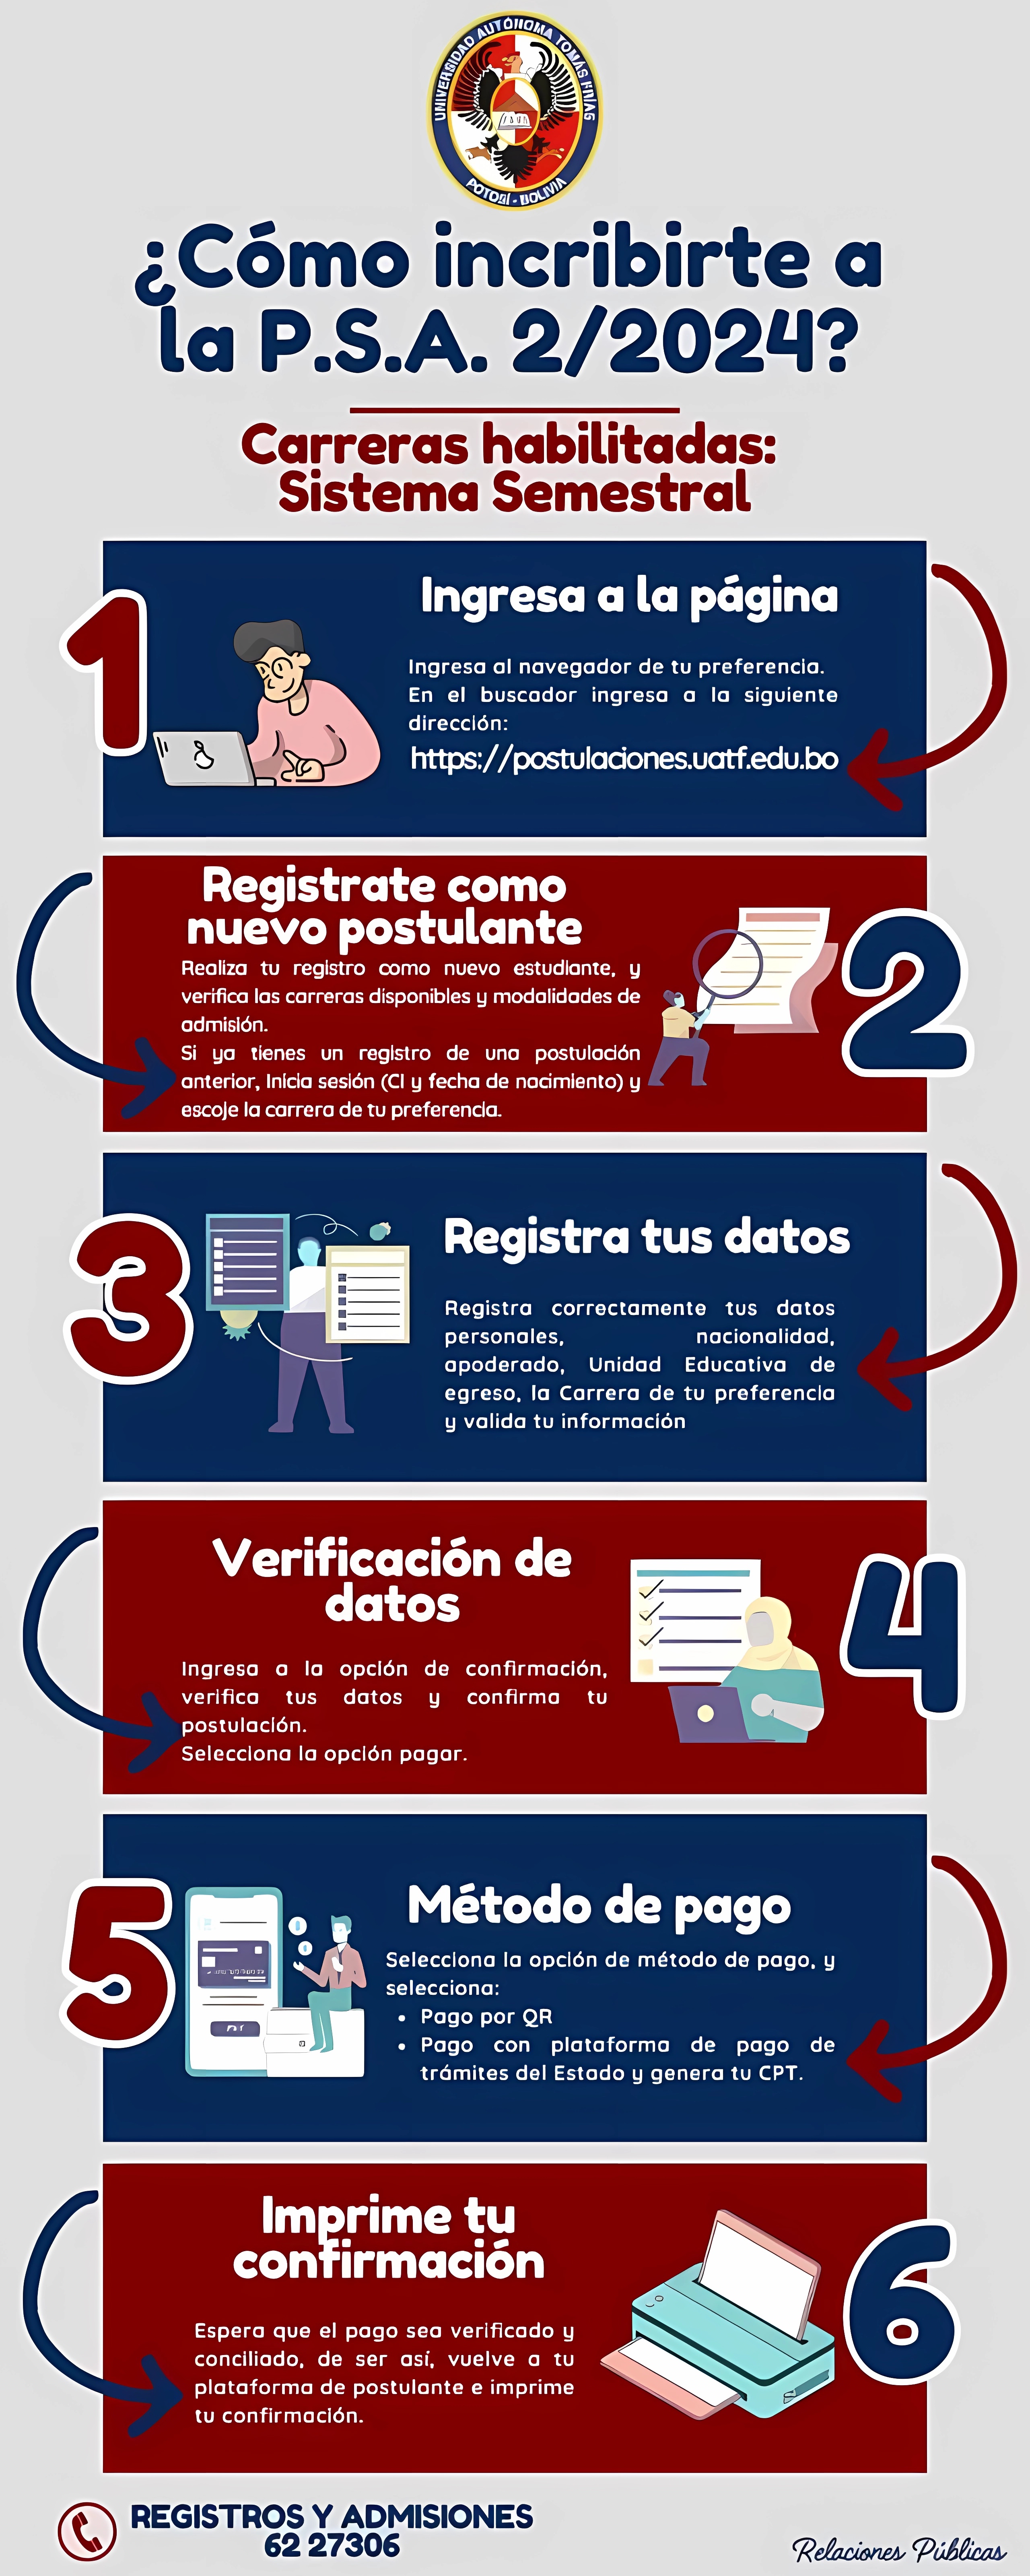 UNIVERSIDAD AUTÓNOMA TOMÁS FRÍAS
POTOSÍ - BOLIVIA
¿Cómo incribirte a
la P.S.A. 2/2024?
Carreras habilitadas:
Sistema Semestral
1
Ingresa a la página
Ingresa al navegador de tu preferencia.
En el buscador ingresa a la siguiente
dirección:
https://postulaciones.uatf.edu.bo
Registrate como
nuevo postulante
Realiza tu registro como nuevo estudiante, y
verifica las carreras disponibles y modalidades de
admisión.
Si ya tienes un registro de una postulación
anterior, Inicia sesión (CI y fecha de nacimiento) y
escoje la carrera de tu preferencia.
2
3
Registra tus datos
Registra correctamente tus datos
personales, nacionalidad,
apoderado, Unidad Educativa de
egreso, la Carrera de tu preferencia
y valida tu información
Verificación de
datos
Ingresa a la opción de confirmación,
verifica tus datos y confirma tu
postulación.
Selecciona la opción pagar.
4
5
Método de pago
Selecciona la opción de método de pago, y
selecciona:
• Pago por QR
• Pago con plataforma de pago de
trámites del Estado y genera tu CPT.
Imprime tu
confirmación
Espera que el pago sea verificado y
conciliado, de ser así, vuelve a tu
plataforma de postulante e imprime
tu confirmación.
6
REGISTROS Y ADMISIONES
62 27306
Relaciones Públicas